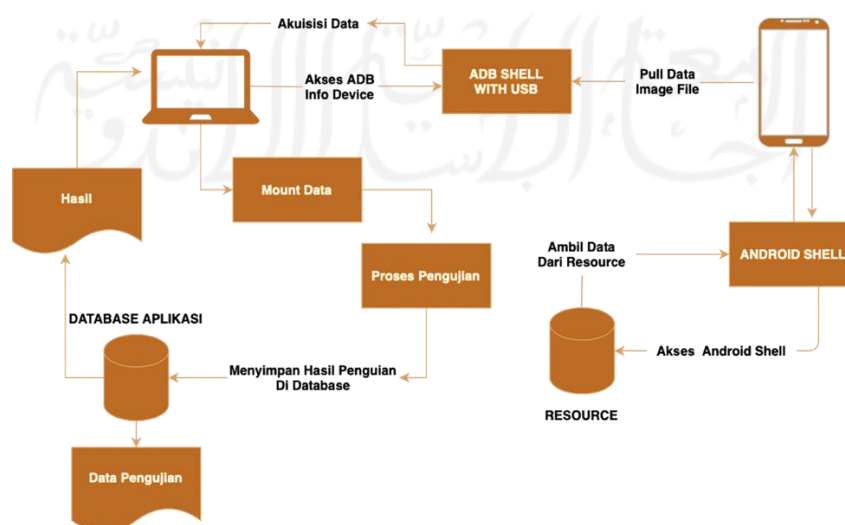 Akuisisi Data
Akses ADB
Info Device
ADB SHELL
WITH USB
Pull Data
Image File
Hasil
Mount Data
Proses Pengujian
Ambil Data
Dari Resource
ANDROID SHELL
DATABASE APLIKASI
Menyimpan Hasil Penguian
Di Database
Akses Android Shell
RESOURCE
Data Pengujian